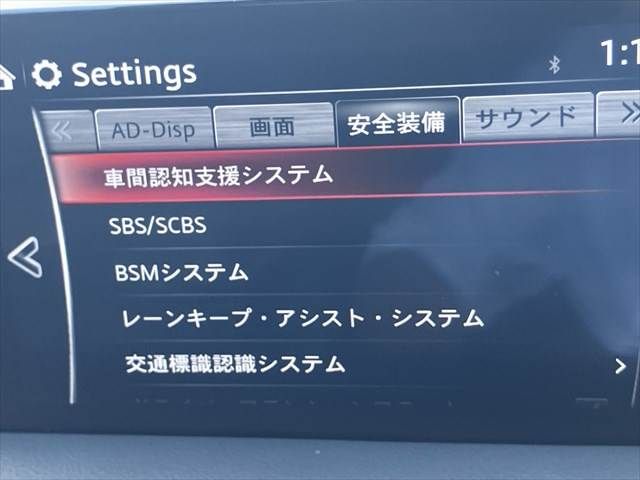 Settings
1:1
AD-Disp 画面 安全装備 サウンド
車間認知支援システム
SBS/SCBS
BSMシステム
レーンキープ・アシスト・システム
交通標識認識システム